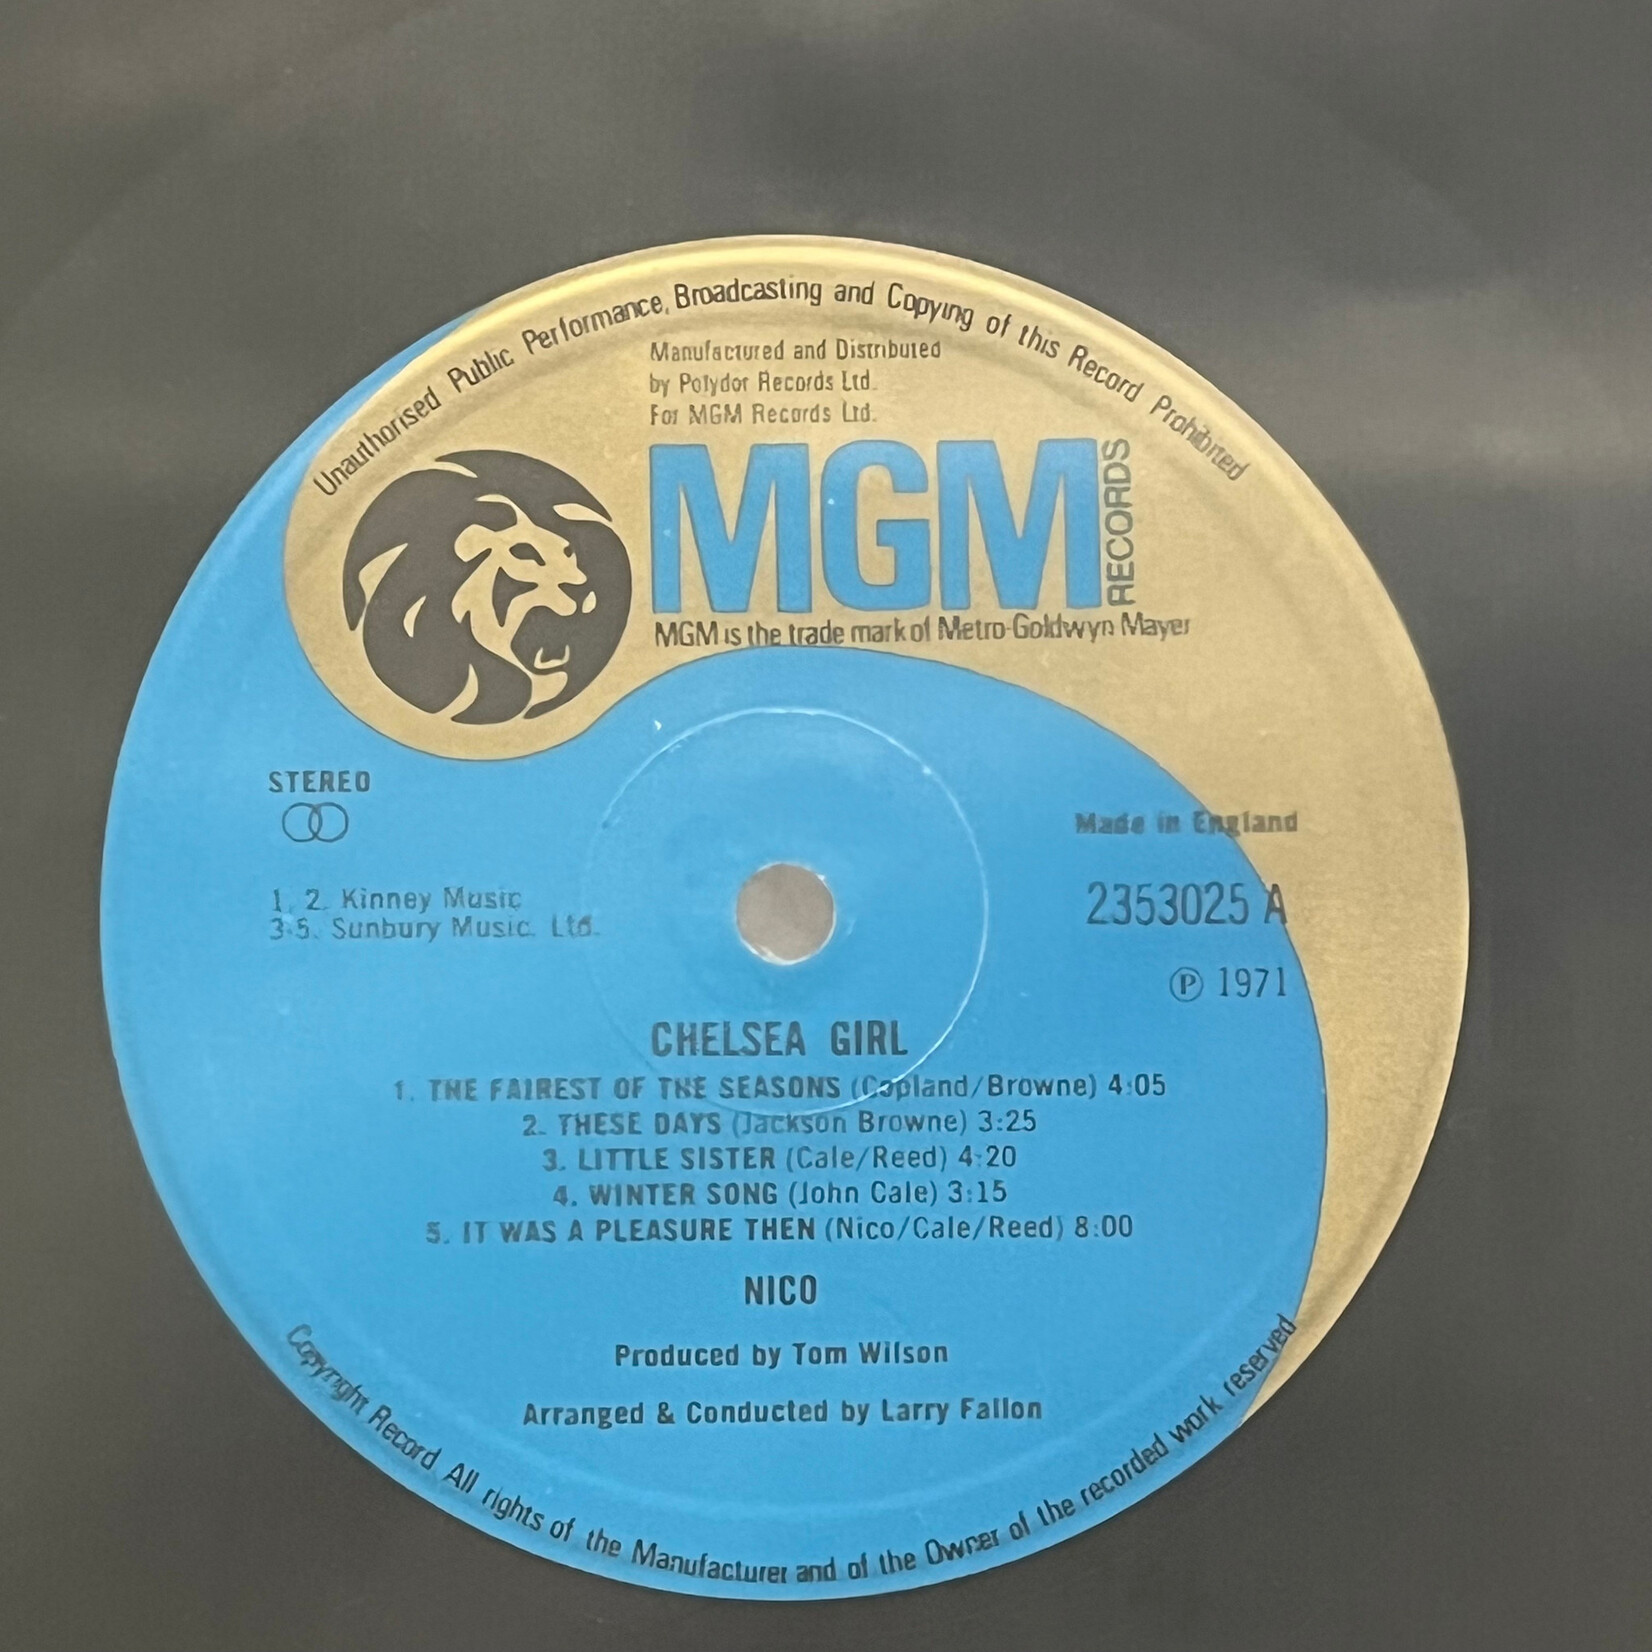 Unauthorised Public Performance, Broadcasting and Copying of this Record Prohibited
Manufactured and Distributed
by Polydor Records Ltd.
For MGM Records Ltd.
MGM RECORDS
MGM is the trade mark of Metro-Goldwyn Mayer
STEREO
Made in England
1, 2. Kinney Music
3-5. Sunbury Music. Ltd.
2353025 A
Ⓟ 1971
CHELSEA GIRL
1. THE FAIREST OF THE SEASONS (Copland/Browne) 4:05
2. THESE DAYS (Jackson Browne) 3:25
3. LITTLE SISTER (Cale/Reed) 4:20
4. WINTER SONG (John Cale) 3:15
5. IT WAS A PLEASURE THEN (Nico/Cale/Reed) 8:00
NICO
Produced by Tom Wilson
Arranged & Conducted by Larry Fallon
Copyright Record All rights of the Manufacturer and of the Owner of the recorded work reserved